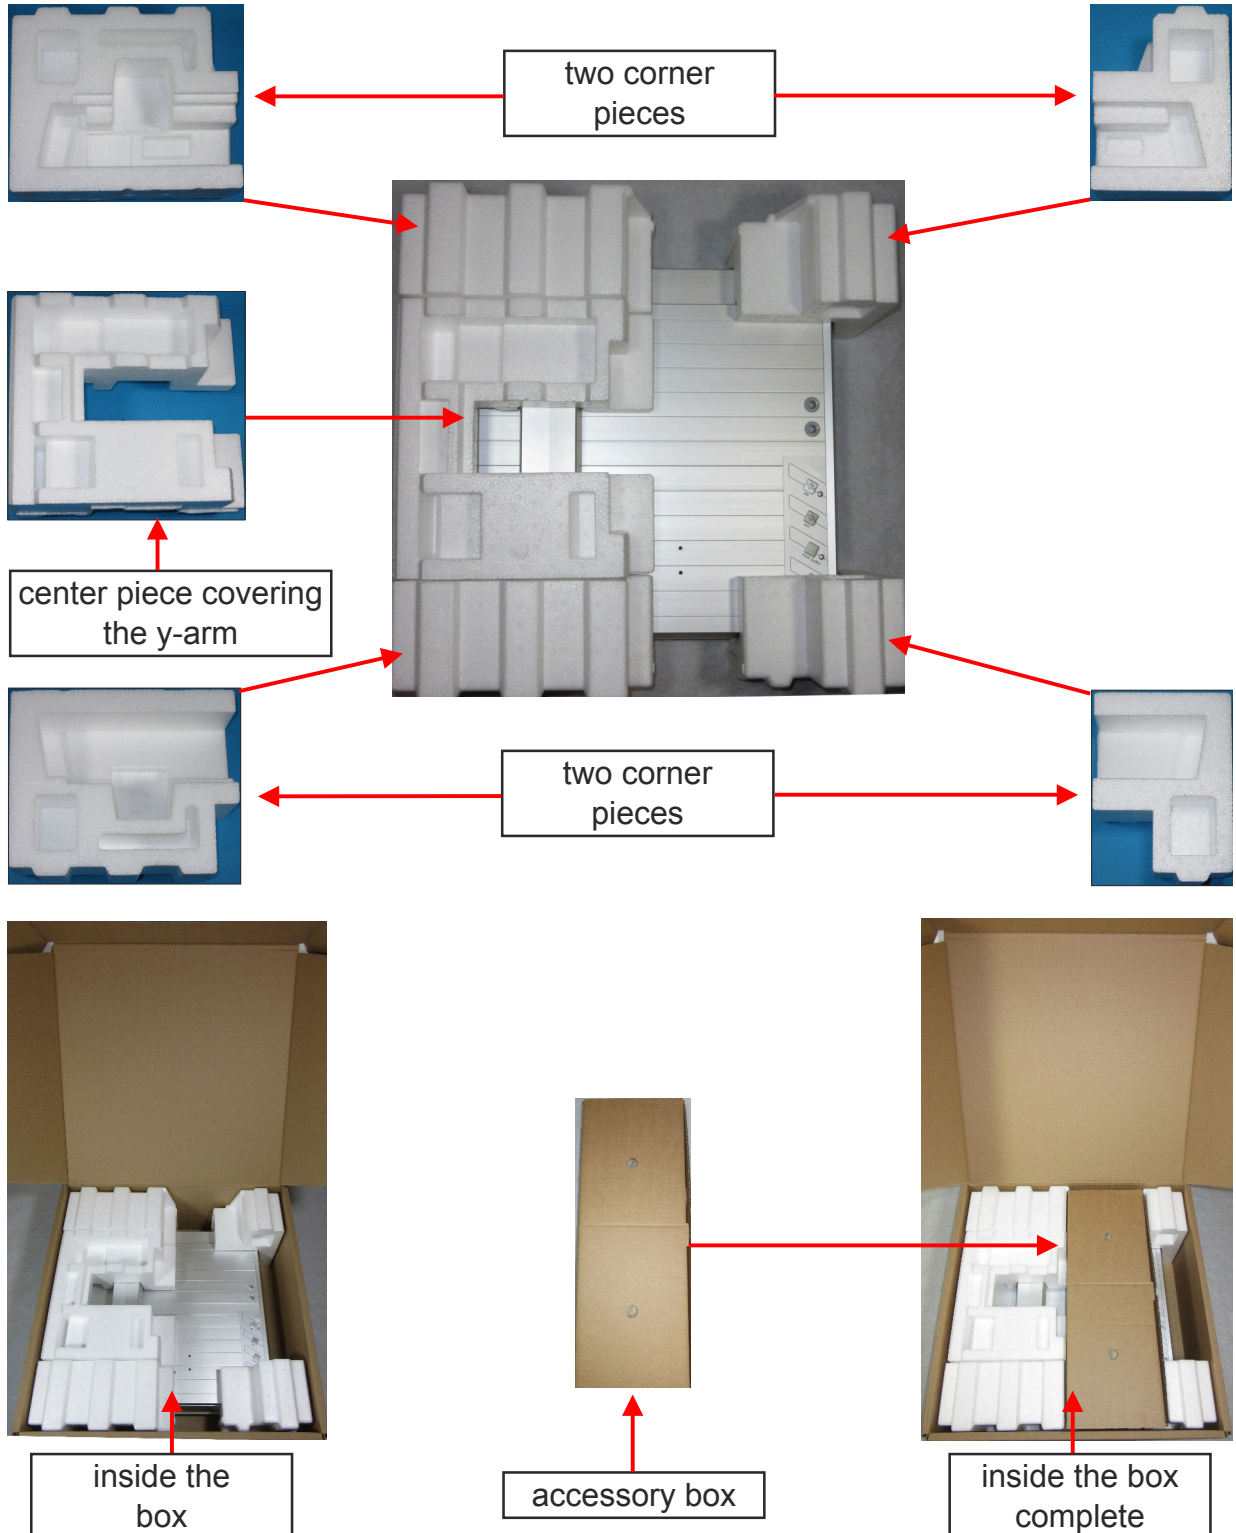 two corner
pieces
center piece covering
the y-arm
two corner
pieces
inside the
box
accessory box
inside the box
complete